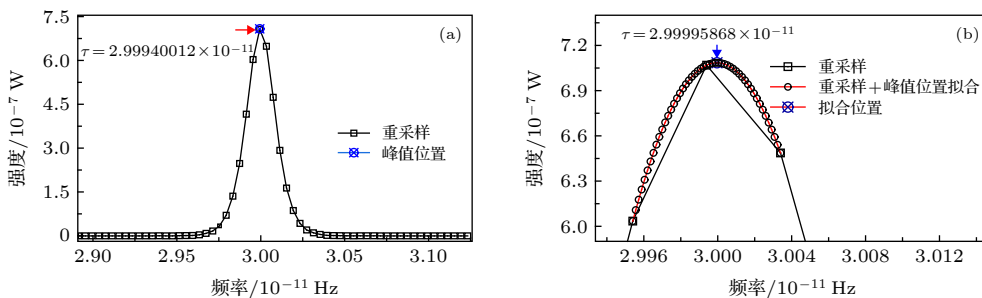 7.5
6.0
4.5
3.0
1.5
0
强度/10⁻⁷ W
(a)
τ=2.99940012×10⁻¹¹
重采样
峰值位置
2.90 2.95 3.00 3.05 3.10
频率/10⁻¹¹ Hz
7.2
6.9
6.6
6.3
6.0
强度/10⁻⁷ W
(b)
τ=2.99995868×10⁻¹¹
重采样
重采样+峰值位置拟合
拟合位置
2.996 3.000 3.004 3.008 3.012
频率/10⁻¹¹ Hz